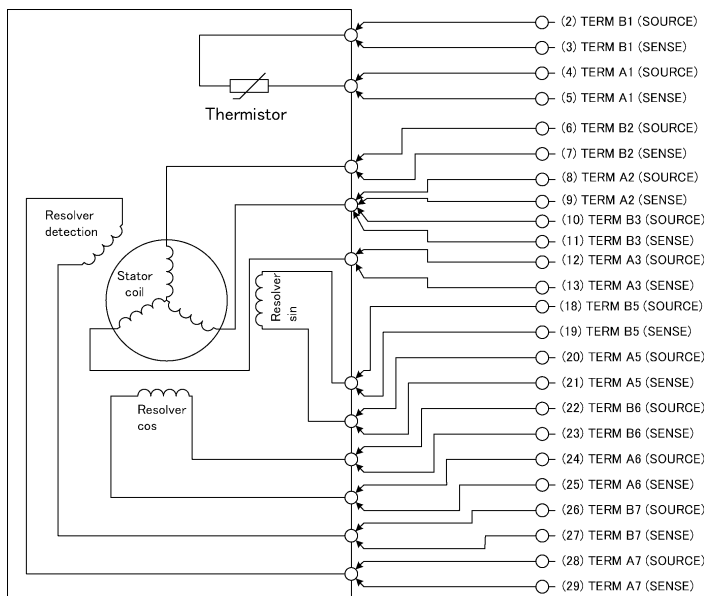 (2) TERM B1 (SOURCE)
(3) TERM B1 (SENSE)
(4) TERM A1 (SOURCE)
(5) TERM A1 (SENSE)
Thermistor
(6) TERM B2 (SOURCE)
(7) TERM B2 (SENSE)
(8) TERM A2 (SOURCE)
(9) TERM A2 (SENSE)
(10) TERM B3 (SOURCE)
(11) TERM B3 (SENSE)
(12) TERM A3 (SOURCE)
(13) TERM A3 (SENSE)
Resolver
detection
Stator
coil
Resolver
sin
(18) TERM B5 (SOURCE)
(19) TERM B5 (SENSE)
(20) TERM A5 (SOURCE)
(21) TERM A5 (SENSE)
Resolver
cos
(22) TERM B6 (SOURCE)
(23) TERM B6 (SENSE)
(24) TERM A6 (SOURCE)
(25) TERM A6 (SENSE)
(26) TERM B7 (SOURCE)
(27) TERM B7 (SENSE)
(28) TERM A7 (SOURCE)
(29) TERM A7 (SENSE)